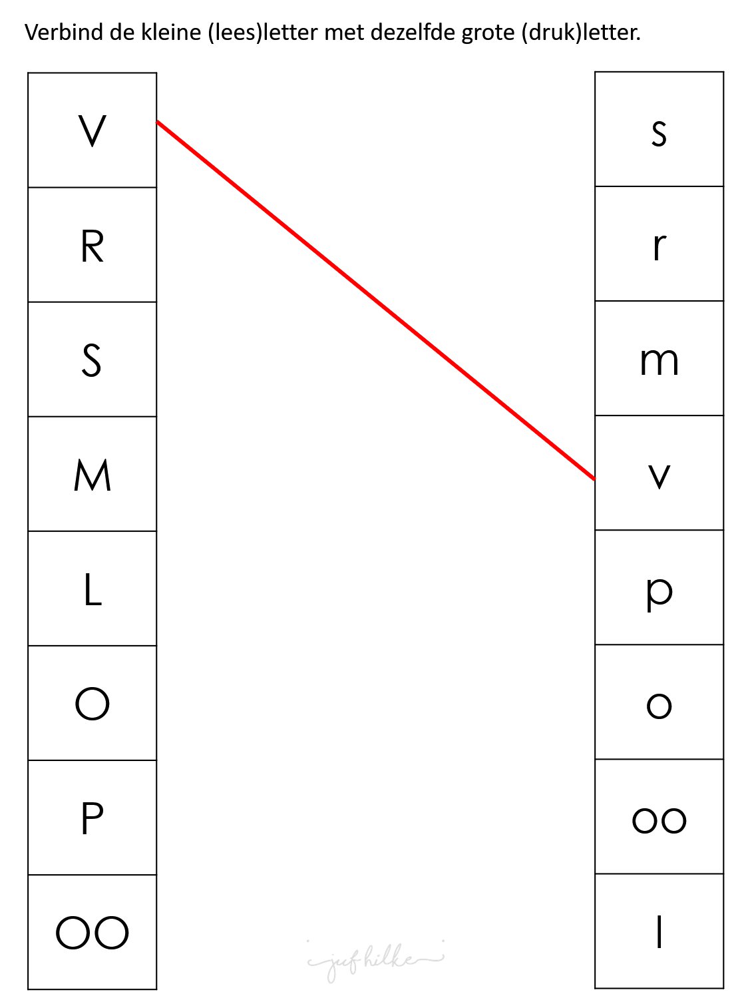 Verbind de kleine (lees)letter met dezelfde grote (druk)letter.
V s
R r
S m
M v
L p
O o
P oo
OO l
juf hilke